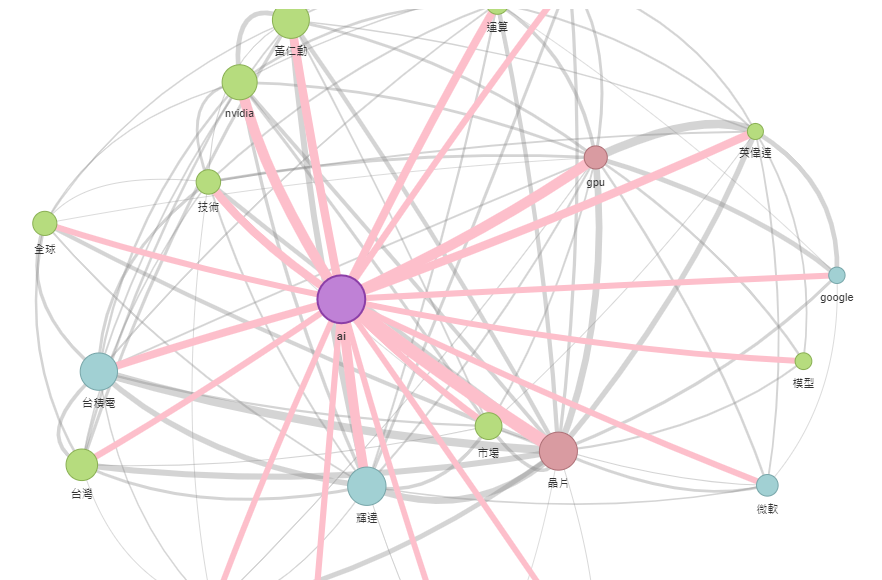 運算
黃仁勳
nvidia
英偉達
gpu
技術
全球
google
ai
模型
台積電
市場
晶片
台灣
微軟
輝達